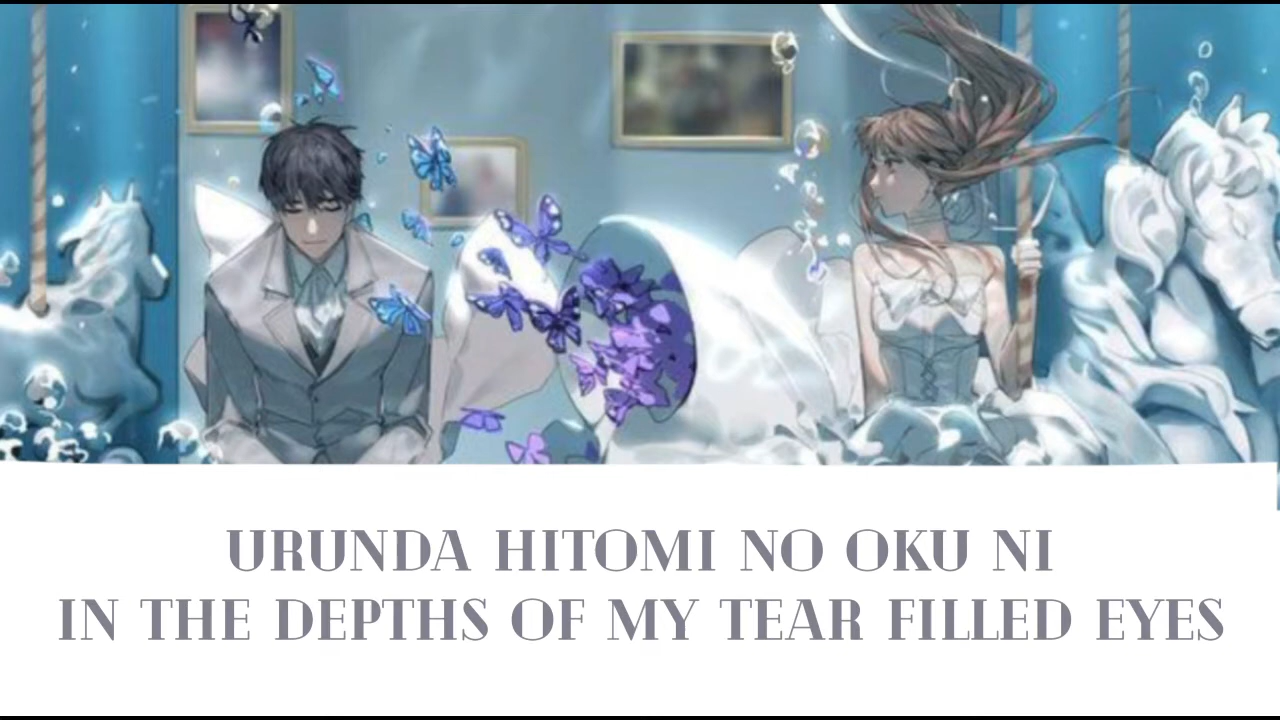 URUNDA HITOMI NO OKU NI
IN THE DEPTHS OF MY TEAR FILLED EYES